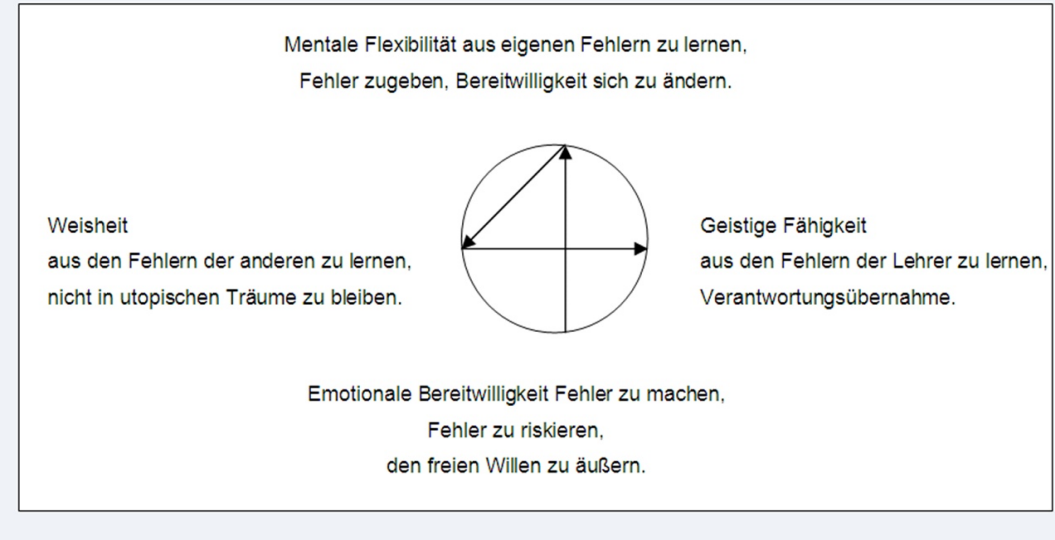 Mentale Flexibilität aus eigenen Fehlern zu lernen,
Fehler zugeben, Bereitwilligkeit sich zu ändern.
Weisheit
aus den Fehlern der anderen zu lernen,
nicht in utopischen Träume zu bleiben.
Geistige Fähigkeit
aus den Fehlern der Lehrer zu lernen,
Verantwortungsübernahme.
Emotionale Bereitwilligkeit Fehler zu machen,
Fehler zu riskieren,
den freien Willen zu äußern.